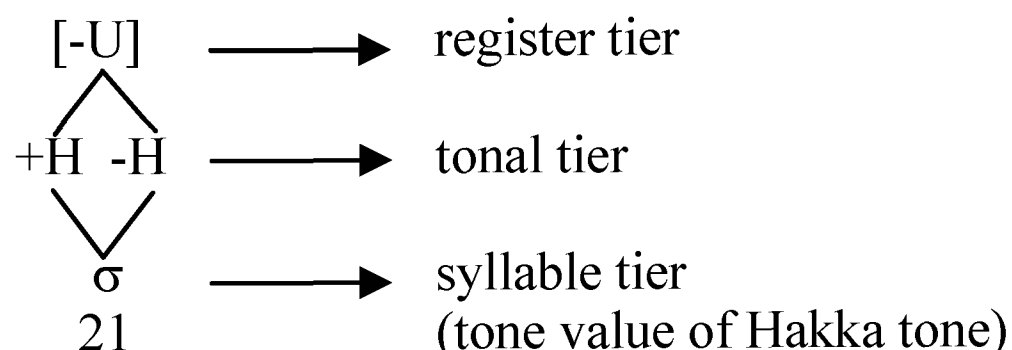 [-U] register tier
+H -H tonal tier
σ syllable tier
21 (tone value of Hakka tone)